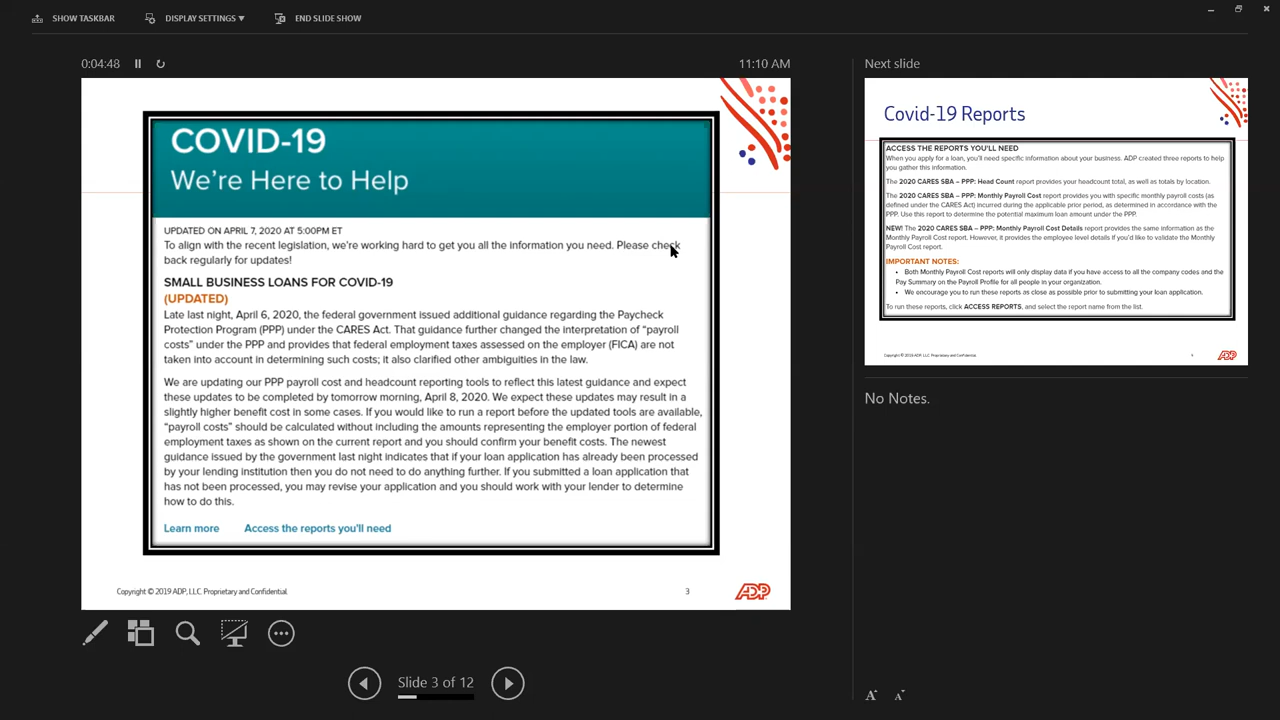 SHOW TASKBAR
DISPLAY SETTINGS ▾
END SLIDE SHOW
0:04:48
11:10 AM
COVID-19
We're Here to Help
UPDATED ON APRIL 7, 2020 AT 5:00PM ET
To align with the recent legislation, we're working hard to get you all the information you need. Please check
back regularly for updates!
SMALL BUSINESS LOANS FOR COVID-19
(UPDATED)
Late last night, April 6, 2020, the federal government issued additional guidance regarding the Paycheck
Protection Program (PPP) under the CARES Act. That guidance further changed the interpretation of "payroll
costs" under the PPP and provides that federal employment taxes assessed on the employer (FICA) are not
taken into account in determining such costs; it also clarified other ambiguities in the law.
We are updating our PPP payroll cost and headcount reporting tools to reflect this latest guidance and expect
these updates to be completed by tomorrow morning, April 8, 2020. We expect these updates may result in a
slightly higher benefit cost in some cases. If you would like to run a report before the updated tools are available,
"payroll costs" should be calculated without including the amounts representing the employer portion of federal
employment taxes as shown on the current report and you should confirm your benefit costs. The newest
guidance issued by the government last night indicates that if your loan application has already been processed
by your lending institution then you do not need to do anything further. If you submitted a loan application that
has not been processed, you may revise your application and you should work with your lender to determine
how to do this.
Learn more Access the reports you'll need
Copyright © 2019 ADP, LLC. Proprietary and Confidential.
3
ADP
Slide 3 of 12
Next slide
Covid-19 Reports
ACCESS THE REPORTS YOU'LL NEED
When you apply for a loan, you'll need specific information about your business. ADP created three reports to help
you gather this information.
The 2020 CARES SBA – PPP: Head Count report provides your headcount total, as well as totals by location.
The 2020 CARES SBA – PPP: Monthly Payroll Cost report provides you with specific monthly payroll costs (as
defined under the CARES Act) incurred during the applicable prior period, as determined in accordance with the
PPP. Use this report to determine the potential maximum loan amount under the PPP.
NEW! The 2020 CARES SBA – PPP: Monthly Payroll Cost Details report provides the same information as the
Monthly Payroll Cost report. However, it provides the employee level details if you'd like to validate the Monthly
Payroll Cost report.
IMPORTANT NOTES:
• Both Monthly Payroll Cost reports will only display data if you have access to all the company codes and the
Pay Summary on the Payroll Profile for all people in your organization.
• We encourage you to run these reports as close as possible prior to submitting your loan application.
To run these reports, click ACCESS REPORTS, and select the report name from the list.
Copyright © 2019 ADP, LLC. Proprietary and Confidential.
ADP
No Notes.
A A